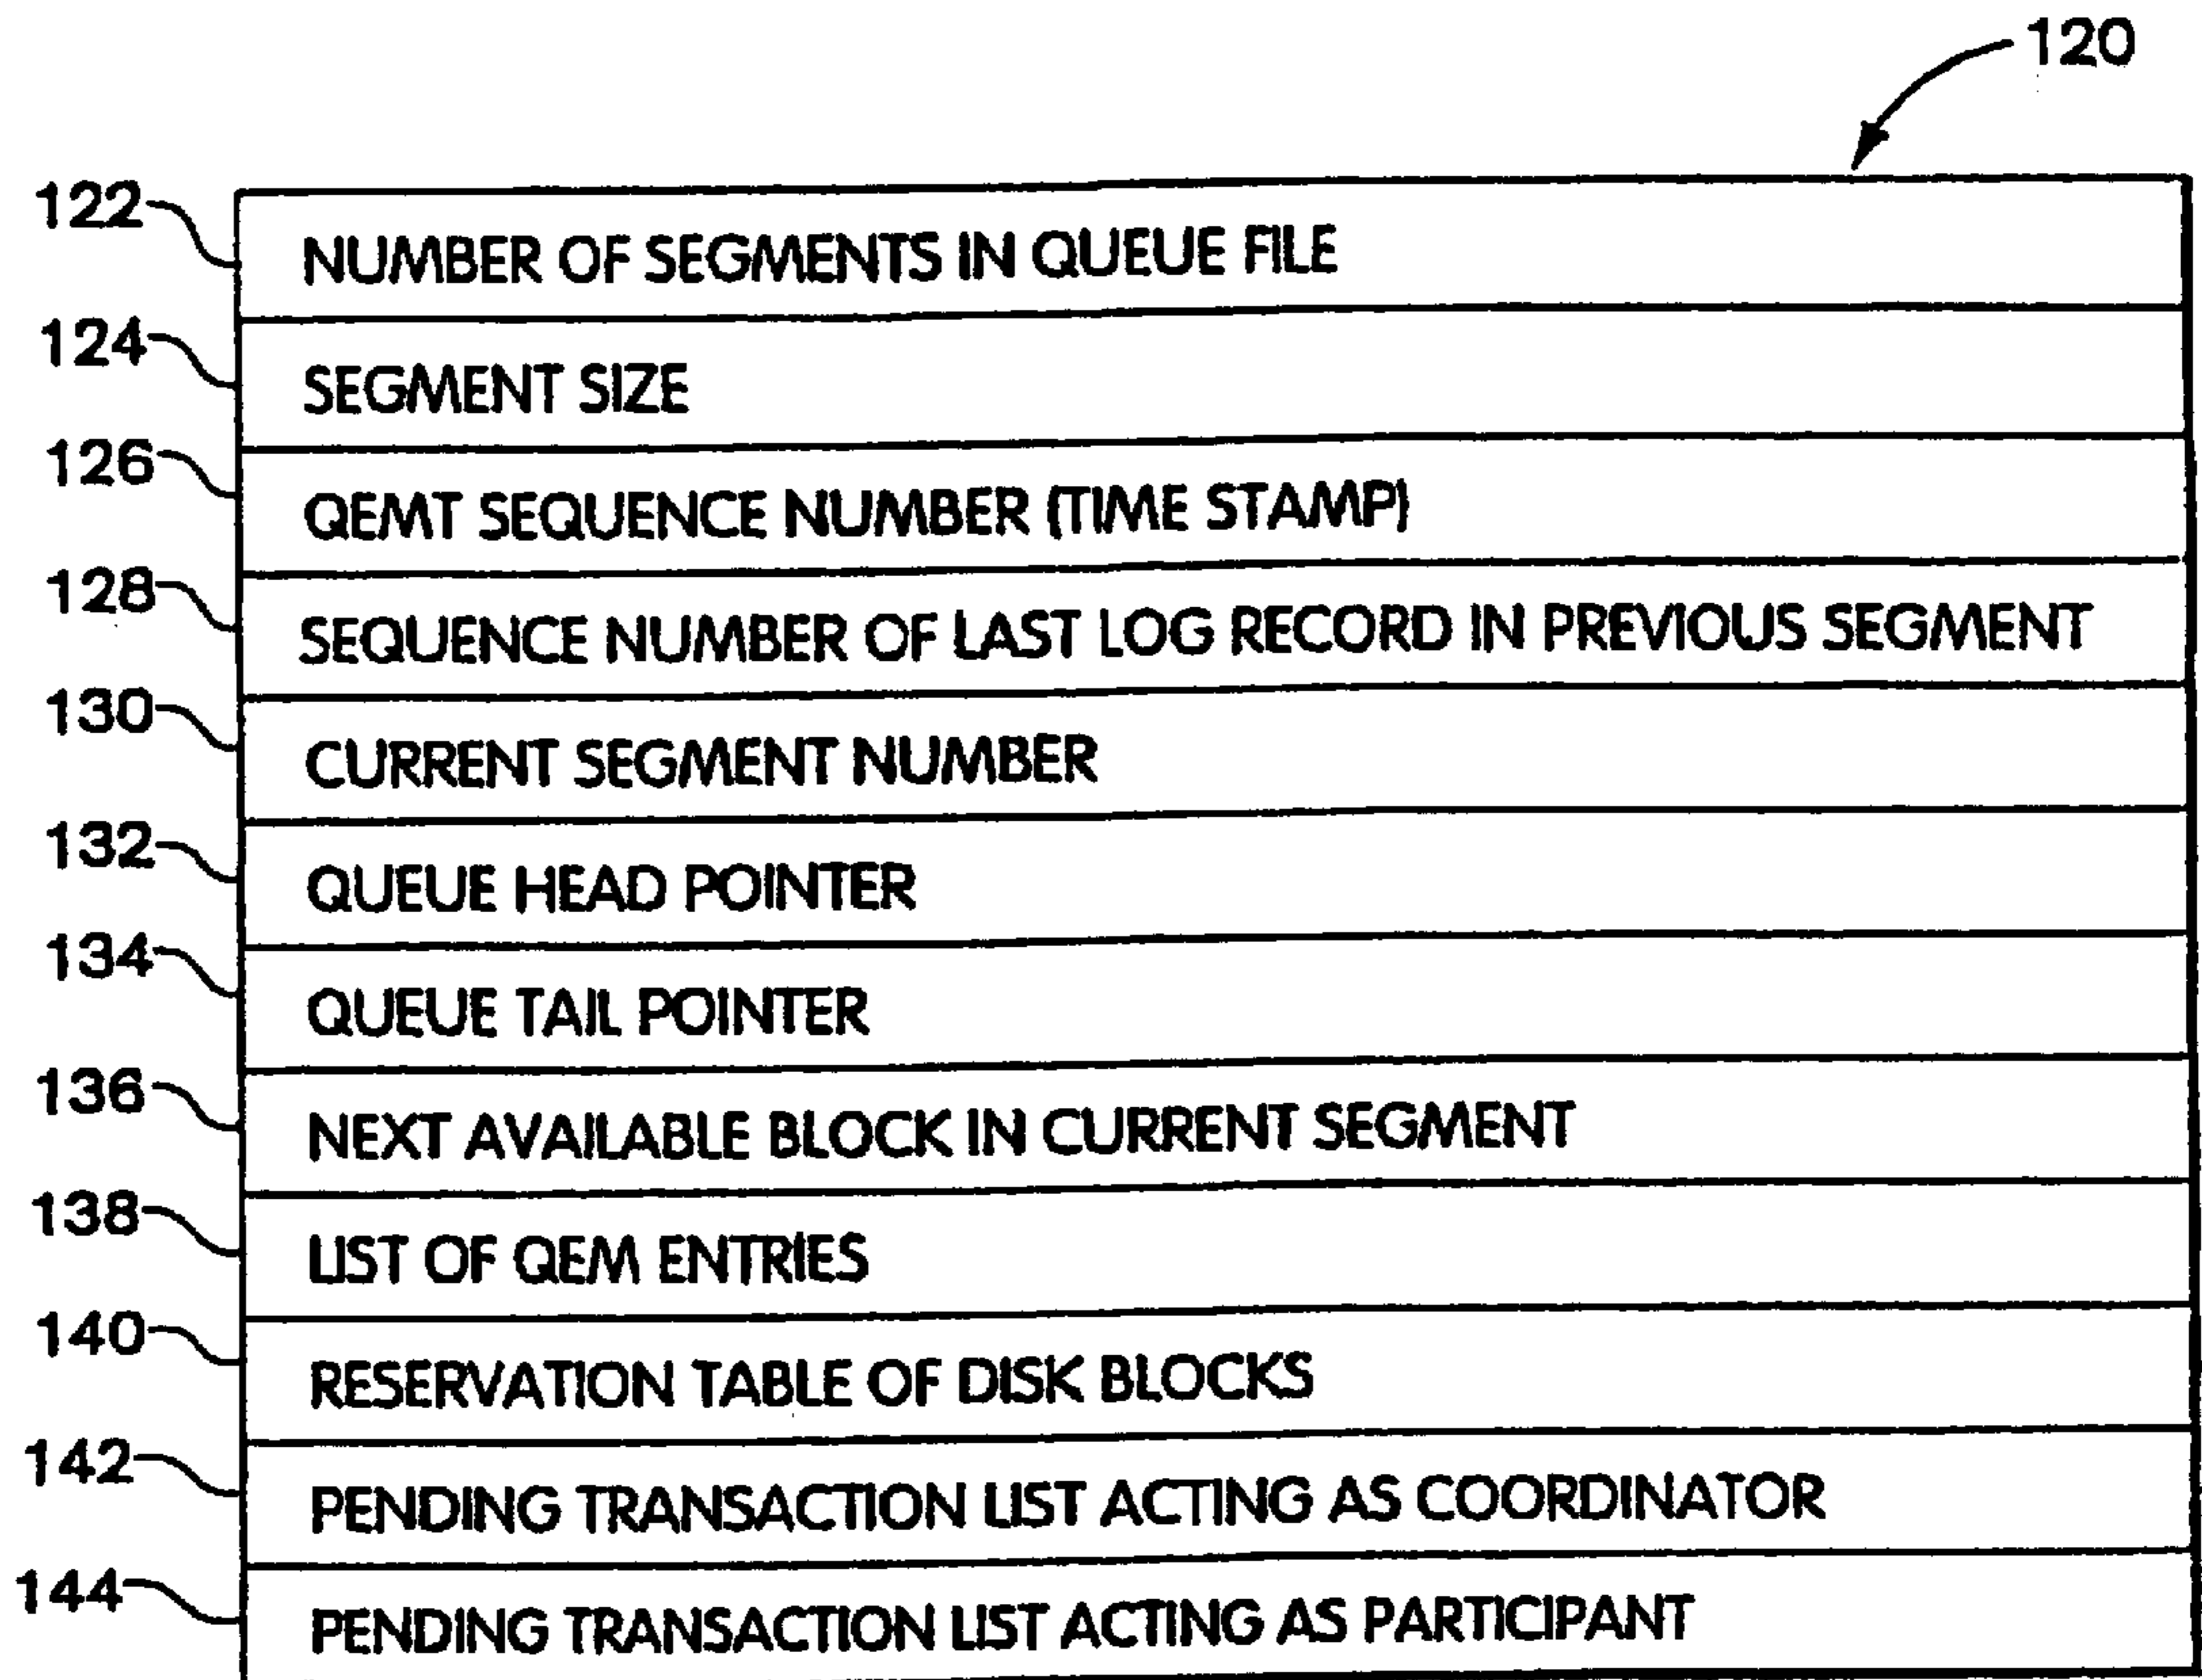 120
122 NUMBER OF SEGMENTS IN QUEUE FILE
124 SEGMENT SIZE
126 QEMT SEQUENCE NUMBER (TIME STAMP)
128 SEQUENCE NUMBER OF LAST LOG RECORD IN PREVIOUS SEGMENT
130 CURRENT SEGMENT NUMBER
132 QUEUE HEAD POINTER
134 QUEUE TAIL POINTER
136 NEXT AVAILABLE BLOCK IN CURRENT SEGMENT
138 LIST OF QEM ENTRIES
140 RESERVATION TABLE OF DISK BLOCKS
142 PENDING TRANSACTION LIST ACTING AS COORDINATOR
144 PENDING TRANSACTION LIST ACTING AS PARTICIPANT